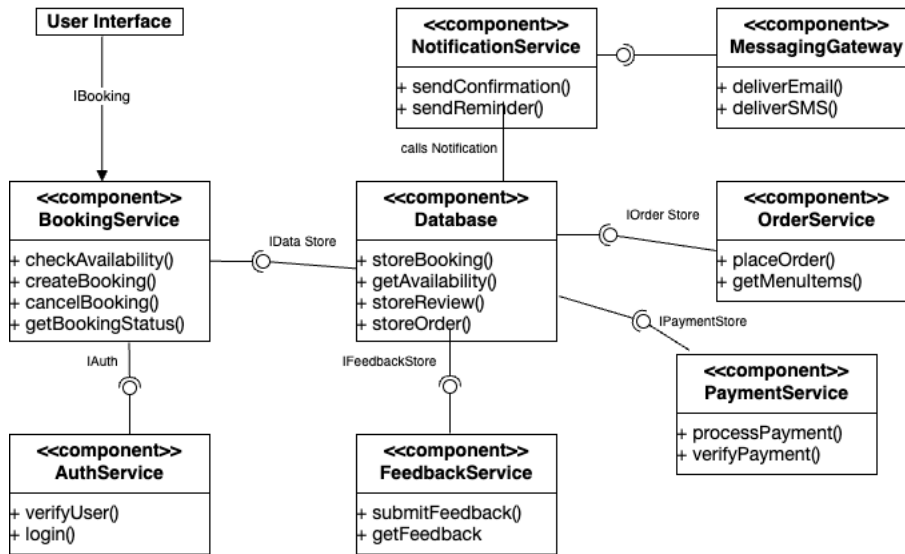 User Interface
IBooking
<<component>>
NotificationService
+ sendConfirmation()
+ sendReminder()
<<component>>
MessagingGateway
+ deliverEmail()
+ deliverSMS()
calls Notification
<<component>>
BookingService
+ checkAvailability()
+ createBooking()
+ cancelBooking()
+ getBookingStatus()
IData Store
<<component>>
Database
+ storeBooking()
+ getAvailability()
+ storeReview()
+ storeOrder()
IOrder Store
<<component>>
OrderService
+ placeOrder()
+ getMenuItems()
IPaymentStore
<<component>>
PaymentService
+ processPayment()
+ verifyPayment()
IAuth
<<component>>
AuthService
+ verifyUser()
+ login()
IFeedbackStore
<<component>>
FeedbackService
+ submitFeedback()
+ getFeedback